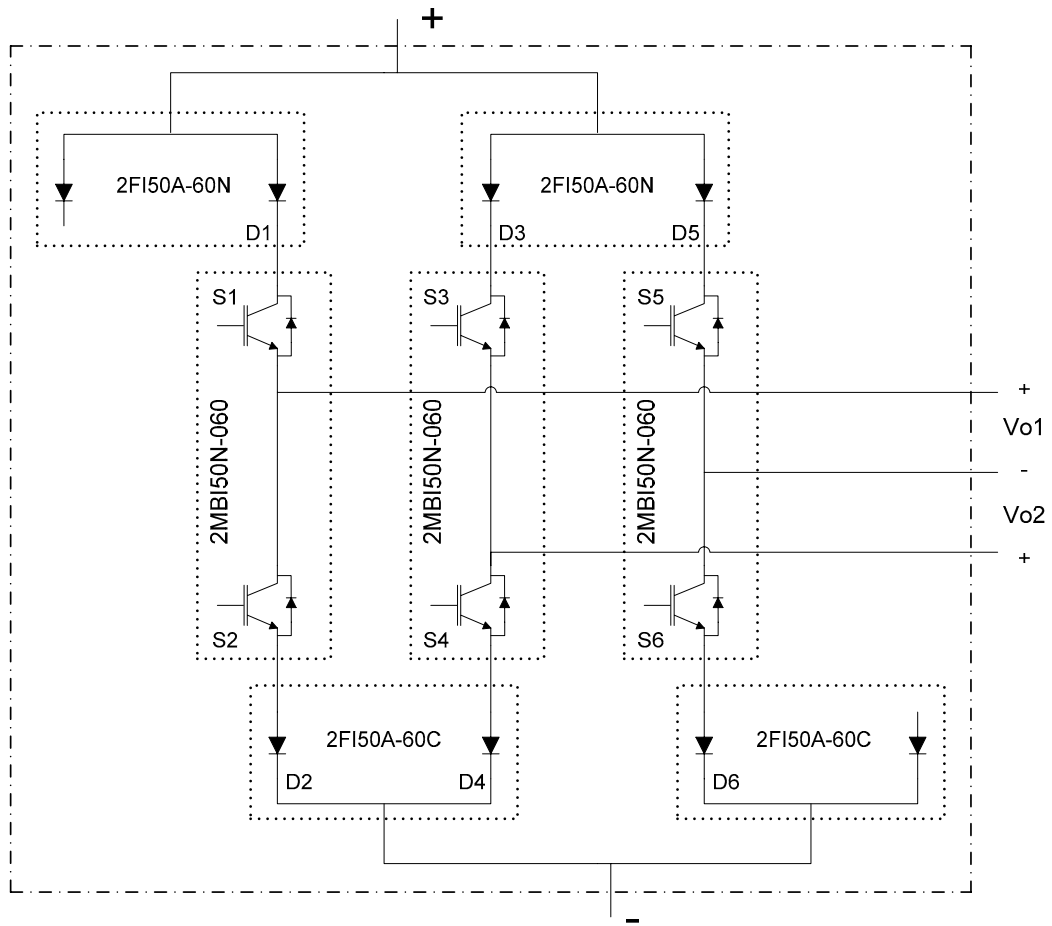 +
2FI50A-60N
2FI50A-60N
D1
D3
D5
S1
S3
S5
2MBI50N-060
2MBI50N-060
2MBI50N-060
+
Vo1
-
Vo2
+
S2
S4
S6
2FI50A-60C
2FI50A-60C
D2
D4
D6
-